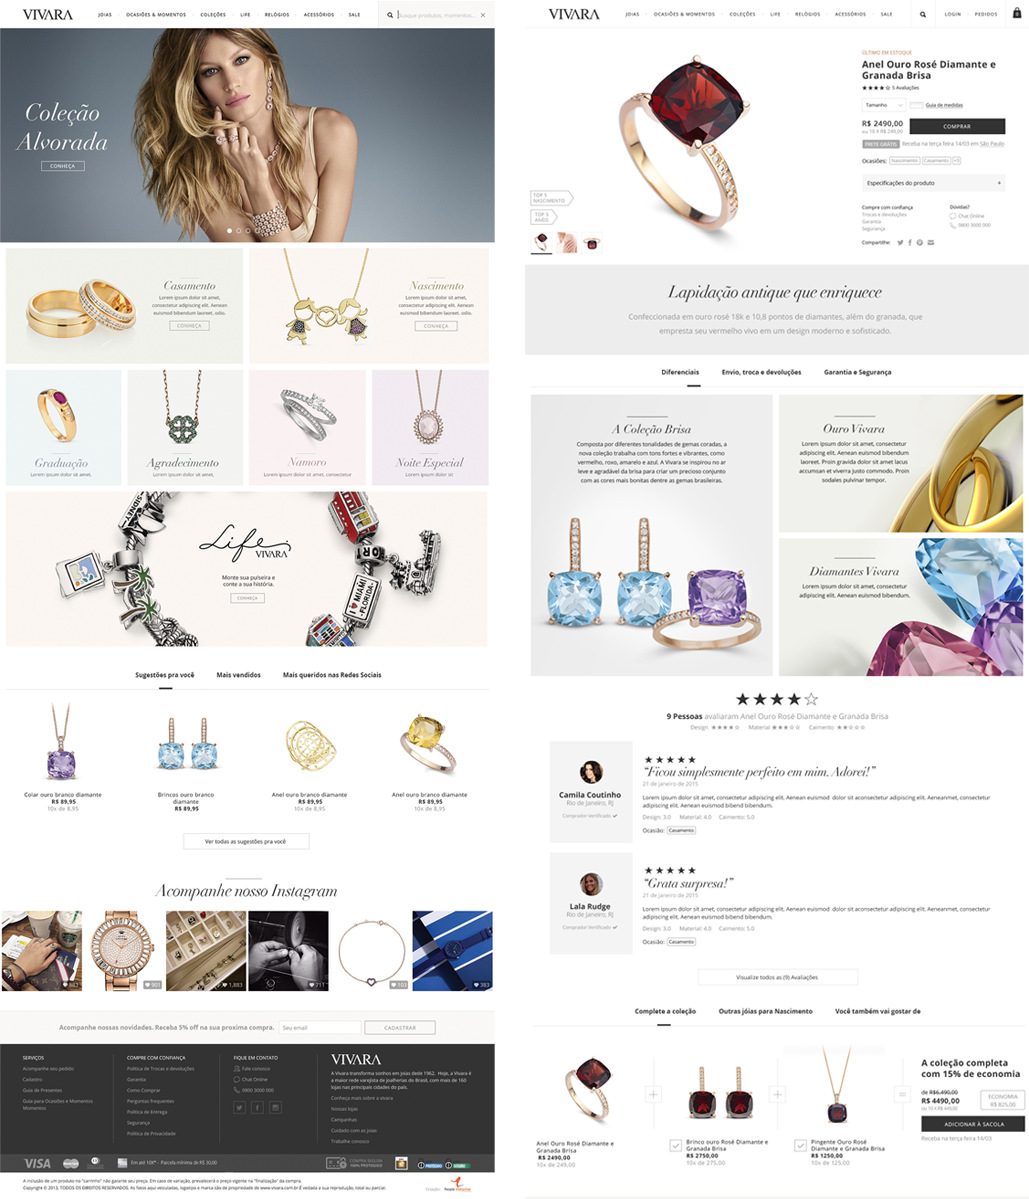 VIVARA
JOIAS
OCASIÕES & MOMENTOS
COLEÇÕES
LIFE
RELÓGIOS
ACESSÓRIOS
SALE
Busque produtos, momentos...
Coleção
Alvorada
CONHEÇA
Casamento
Lorem ipsum dolor sit amet,
consectetur adipiscing elit. Aenean
euismod bibendum laoreet. odio.
CONHEÇA
Nascimento
Lorem ipsum dolor sit amet,
consectetur adipiscing elit. Aenean
euismod bibendum laoreet. odio.
CONHEÇA
Graduação
Lorem ipsum dolor sit amet,
Agradecimento
Lorem ipsum dolor sit amet.
Namoro
Lorem ipsum dolor sit amet, consectetur
Noite Especial
Lorem ipsum dolor sit
Life
VIVARA
Monte sua pulseira e
conte a sua história.
CONHEÇA
SIDNEY
I ♥ MIAMI
FLORIDA
Sugestões pra você
Mais vendidos
Mais queridos nas Redes Sociais
Colar ouro branco diamante
R$ 89,95
10x de 8,95
Brincos ouro branco
diamante
R$ 89,95
Anel ouro branco diamante
R$ 89,95
10x de 8,95
Anel ouro branco diamante
R$ 89,95
10x de 8,95
Ver todas as sugestões pra você
Acompanhe nosso Instagram
901
1,883
711
103
383
Acompanhe nossas novidades. Receba 5% off na sua proxima compra.
Seu email
CADASTRAR
SERVIÇOS
Acompanhe seu pedido
Cadastro
Guia de Presentes
Guia para Ocasiões e Momentos
Momentos
COMPRE COM CONFIANÇA
Política de Trocas e devoluções
Garantia
Como Comprar
Perguntas frequentes
Política de Entrega
Segurança
Política de Privacidade
FIQUE EM CONTATO
Fale conosco
Chat Online
0800 3000 000
VIVARA
A Vivara transforma sonhos em jóias desde 1962. Hoje, a Vivara é
a maior rede varejista de joalherias do Brasil, com mais de 160
lojas nas principais cidades do país.
Conheça mais sobre a vivara
Nossas lojas
Campanhas
Cuidado com as joias
Trabalhe conosco
VISA
Em até 10X* - Parcela mínima de R$ 30,00
COMPRA SEGURA
100% PROTEGIDO
A inclusão de um produto no "carrinho" não garante seu preço. Em caso de variação, prevalecerá o preço vigente na "finalização" da compra.
Copyright © 2013, TODOS OS DIREITOS RESERVADOS. As fotos aqui veiculadas, logotipo e marca são de propriedade de www.vivara.com.br É vedada a sua reprodução, total ou parcial.
VIVARA
JOIAS
OCASIÕES & MOMENTOS
COLEÇÕES
LIFE
RELÓGIOS
ACESSÓRIOS
SALE
LOGIN
PEDIDOS
ÚLTIMO EM ESTOQUE
Anel Ouro Rosé Diamante e
Granada Brisa
5 Avaliações
Tamanho
Guia de medidas
R$ 2490,00
ou 10 X R$ 249,00
COMPRAR
FRETE GRÁTIS
Receba na terça feira 14/03 em São Paulo
Ocasiões:
Nascimento
Casamento
+3
Especificações do produto
+
Compre com confiança
Trocas e devoluções
Garantia
Segurança
Dúvidas?
Chat Online
0800 3000 000
Compartilhe:
TOP 5
NASCIMENTO
TOP 5
ANÉIS
Lapidação antique que enriquece
Confeccionada em ouro rosé 18k e 10,8 pontos de diamantes, além do granada, que
empresta seu vermelho vivo em um design moderno e sofisticado.
Diferenciais
Envio, troca e devoluções
Garantia e Segurança
A Coleção Brisa
Composta por diferentes tonalidades de gemas coradas, a
nova coleção trabalha com tons fortes e vibrantes, como
vermelho, roxo, amarelo e azul. A Vivara se inspirou no ar
leve e agradável da brisa para criar um precioso conjunto
com as cores mais bonitas dentre as gemas brasileiras.
Ouro Vivara
Lorem ipsum dolor sit amet, consectetur
adipiscing elit. Aenean euismod bibendum
laoreet. Proin gravida dolor sit amet lacus
accumsan et viverra justo commodo. Proin
sodales pulvinar tempor.
Diamantes Vivara
Lorem ipsum dolor sit amet, consectetur
adipiscing elit. Aenean euismod bibendum.
9 Pessoas avaliaram Anel Ouro Rosé Diamante e Granada Brisa
Design
Material
Caimento
Camila Coutinho
Rio de Janeiro, RJ
Comprador Verificado
“Ficou simplesmente perfeito em mim. Adorei!”
21 de janeiro de 2015
Lorem ipsum dolor sit amet, consectetur adipiscing elit. Aenean euismod dolor sit aconsectetur adipiscing elit. Aeneanmet, consectetur
adipiscing elit. Aenean euismod bibend bibendum.
Design: 3.0
Material: 4.0
Caimento: 5.0
Ocasião:
Casamento
Lala Rudge
Rio de Janeiro, RJ
Comprador Verificado
“Grata surpresa!”
21 de janeiro de 2015
Lorem ipsum dolor sit amet, consectetur adipiscing elit. Aenean euismod dolor sit aconsectetur adipiscing elit. Aeneanmet, consectetur
adipiscing elit. Aenean euismod bibend bibendum.
Design: 3.0
Material: 4.0
Caimento: 5.0
Ocasião:
Casamento
Visualize todos as (9) Avaliações
Complete a coleção
Outras jóias para Nascimento
Você também vai gostar de
Anel Ouro Rosé Diamante e
Granada Brisa
R$ 2490,00
10x de 249,00
+
Brinco ouro Rosé Diamante e
Granada Brisa
R$ 2750,00
10x de 275,00
+
Pingente Ouro Rosé
Diamante e Granada Brisa
R$ 1250,00
10x de 125,00
=
A coleção completa
com 15% de economia
de R$6.490,00
R$ 4490,00
ou 10 X R$ 449,00
ECONOMIA
R$ 825,00
ADICIONAR À SACOLA
Receba na terça feira 14/03